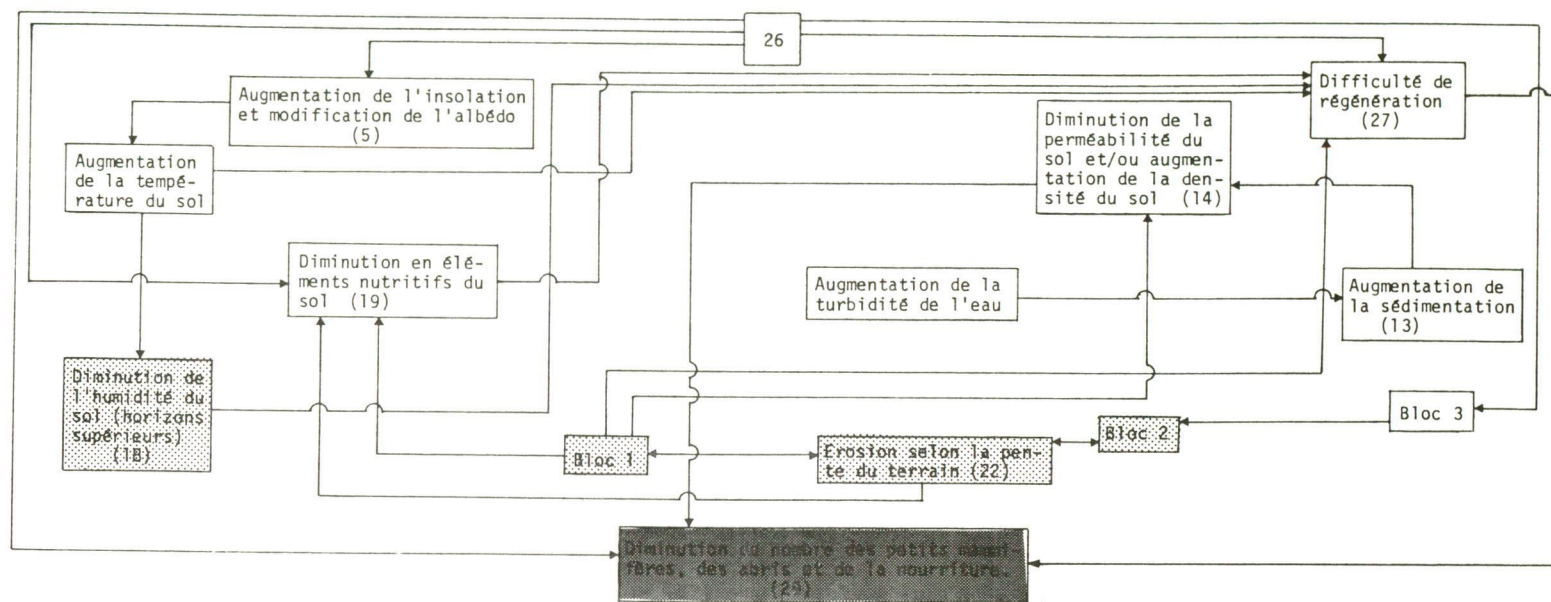 26
Augmentation de l'insolation
et modification de l'albédo
(5)
Difficulté de
régénération
(27)
Diminution de la
perméabilité du
sol et/ou augmen-
tation de la den-
sité du sol (14)
Augmentation
de la tempé-
rature du sol
Diminution en élé-
ments nutritifs du
sol (19)
Augmentation de la
turbidité de l'eau
Augmentation de
la sédimentation
(13)
Diminution de
l'humidité du
sol (horizons
supérieurs)
(18)
Bloc 3
Bloc 2
Bloc 1
Erosion selon la pen-
te du terrain (22)
Diminution du nombre des petits mammi-
fères, des abris et de la nourriture.